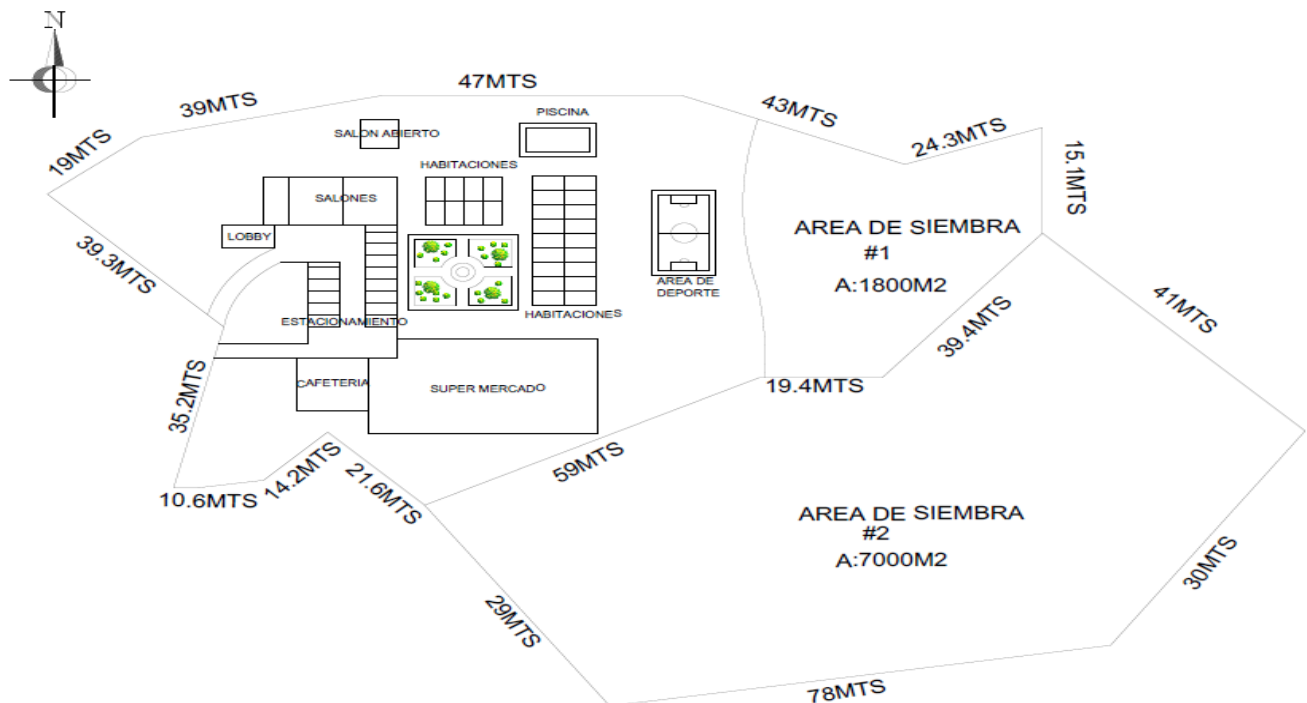 N
47MTS
39MTS
43MTS
PISCINA
SALON ABIERTO
24.3MTS
15.1MTS
19MTS
HABITACIONES
SALONES
LOBBY
AREA DE SIEMBRA
#1
A:1800M2
39.3MTS
AREA DE
DEPORTE
HABITACIONES
ESTACIONAMIENTO
39.4MTS
41MTS
35.2MTS
CAFETERIA
SUPER MERCADO
19.4MTS
59MTS
14.2MTS
21.6MTS
10.6MTS
AREA DE SIEMBRA
#2
A:7000M2
30MTS
29MTS
78MTS